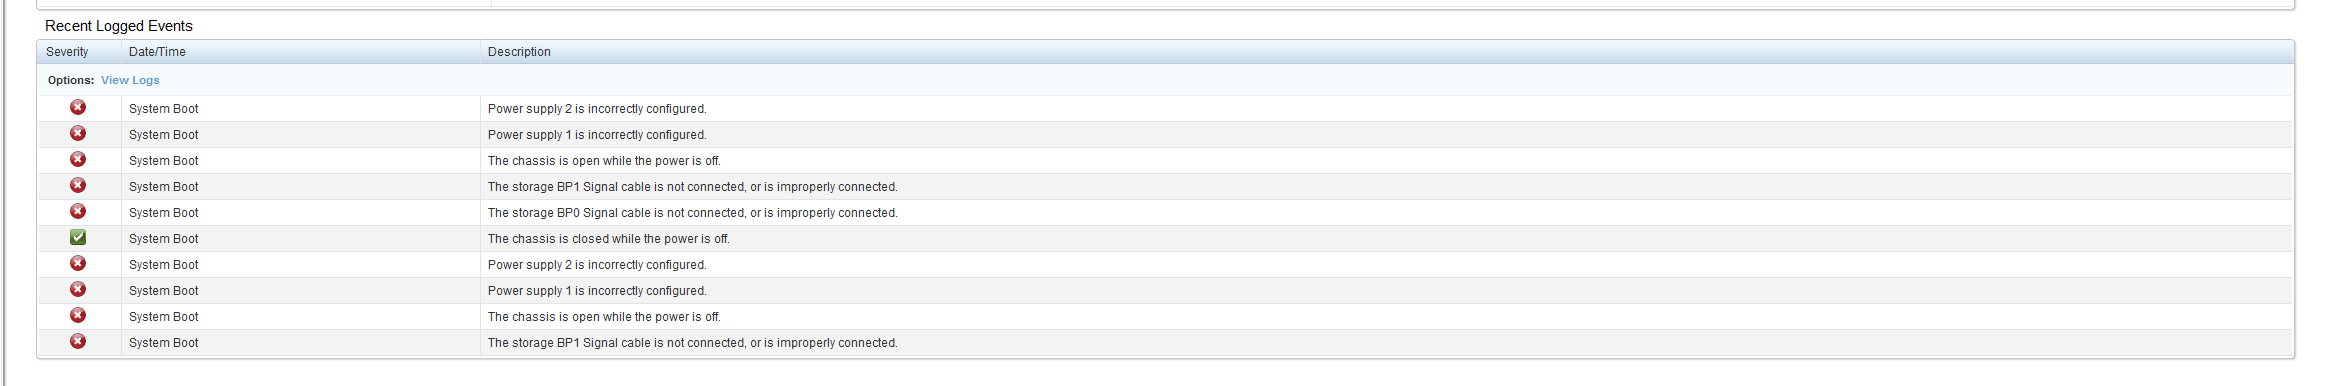 Recent Logged Events
Severity Date/Time Description
Options: View Logs
System Boot Power supply 2 is incorrectly configured.
System Boot Power supply 1 is incorrectly configured.
System Boot The chassis is open while the power is off.
System Boot The storage BP1 Signal cable is not connected, or is improperly connected.
System Boot The storage BP0 Signal cable is not connected, or is improperly connected.
System Boot The chassis is closed while the power is off.
System Boot Power supply 2 is incorrectly configured.
System Boot Power supply 1 is incorrectly configured.
System Boot The chassis is open while the power is off.
System Boot The storage BP1 Signal cable is not connected, or is improperly connected.